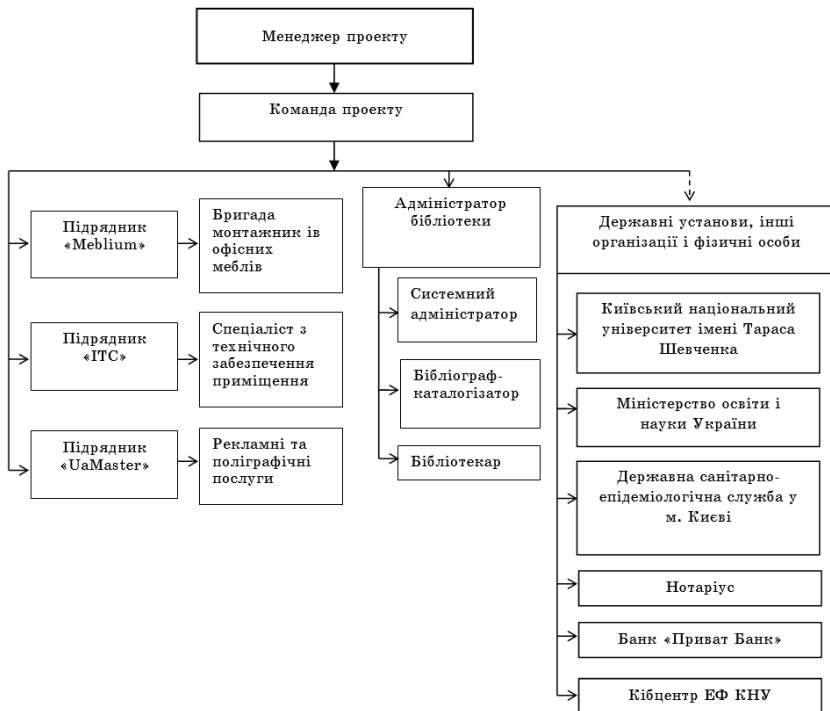 Менеджер проекту
Команда проекту
Підрядник
«Meblium»
Бригада
монтажник ів
офісних
меблів
Підрядник
«ІТС»
Спеціаліст з
технічного
забезпечення
приміщення
Підрядник
«UaMaster»
Рекламні та
поліграфічні
послуги
Адміністратор
бібліотеки
Системний
адміністратор
Бібліограф-
каталогізатор
Бібліотекар
Державні установи, інші
організації і фізичні особи
Київський національний
університет імені Тараса
Шевченка
Міністерство освіти і
науки України
Державна санітарно-
епідеміологічна служба у
м. Києві
Нотаріус
Банк «Приват Банк»
Кібцентр ЕФ КНУ